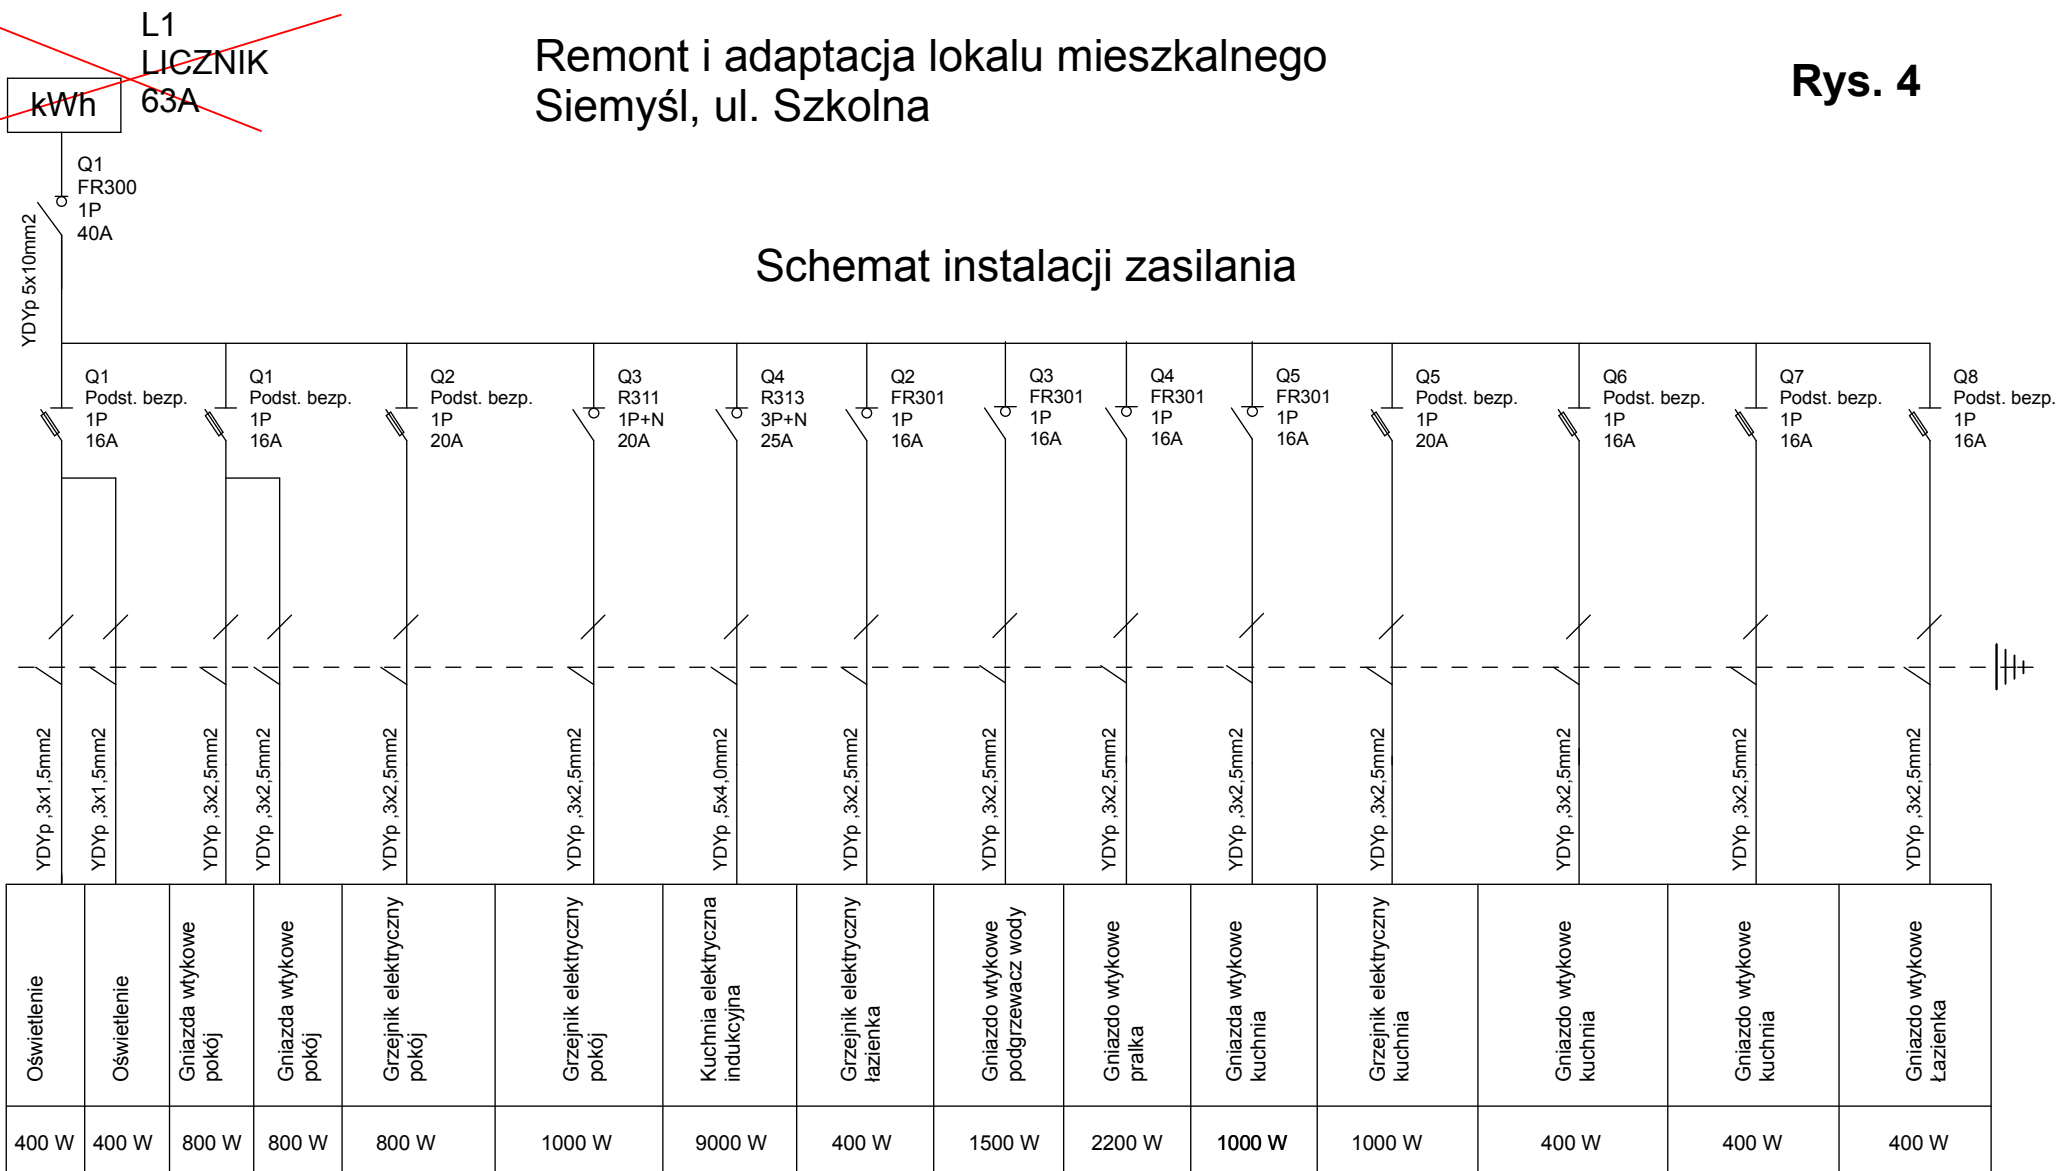 L1
LICZNIK
63A
kWh
Remont i adaptacja lokalu mieszkalnego
Siemyśl, ul. Szkolna
Rys. 4
Q1
FR300
1P
40A
YDYp 5x10mm2
Schemat instalacji zasilania
Q1
Podst. bezp.
1P
16A
Q1
Podst. bezp.
1P
16A
Q2
Podst. bezp.
1P
20A
Q3
R311
1P+N
20A
Q4
R313
3P+N
25A
Q2
FR301
1P
16A
Q3
FR301
1P
16A
Q4
FR301
1P
16A
Q5
FR301
1P
16A
Q5
Podst. bezp.
1P
20A
Q6
Podst. bezp.
1P
16A
Q7
Podst. bezp.
1P
16A
Q8
Podst. bezp.
1P
16A
YDYp ,3x1,5mm2
YDYp ,3x1,5mm2
YDYp ,3x2,5mm2
YDYp ,3x2,5mm2
YDYp ,3x2,5mm2
YDYp ,3x2,5mm2
YDYp ,5x4,0mm2
YDYp ,3x2,5mm2
YDYp ,3x2,5mm2
YDYp ,3x2,5mm2
YDYp ,3x2,5mm2
YDYp ,3x2,5mm2
YDYp ,3x2,5mm2
YDYp ,3x2,5mm2
YDYp ,3x2,5mm2
Oświetlenie
Oświetlenie
Gniazda wtykowe
pokój
Gniazda wtykowe
pokój
Grzejnik elektryczny
pokój
Grzejnik elektryczny
pokój
Kuchnia elektryczna
indukcyjna
Grzejnik elektryczny
łazienka
Gniazdo wtykowe
podgrzewacz wody
Gniazdo wtykowe
pralka
Gniazda wtykowe
kuchnia
Grzejnik elektryczny
kuchnia
Gniazdo wtykowe
kuchnia
Gniazdo wtykowe
kuchnia
Gniazdo wtykowe
Łazienka
400 W
400 W
800 W
800 W
800 W
1000 W
9000 W
400 W
1500 W
2200 W
1000 W
1000 W
400 W
400 W
400 W